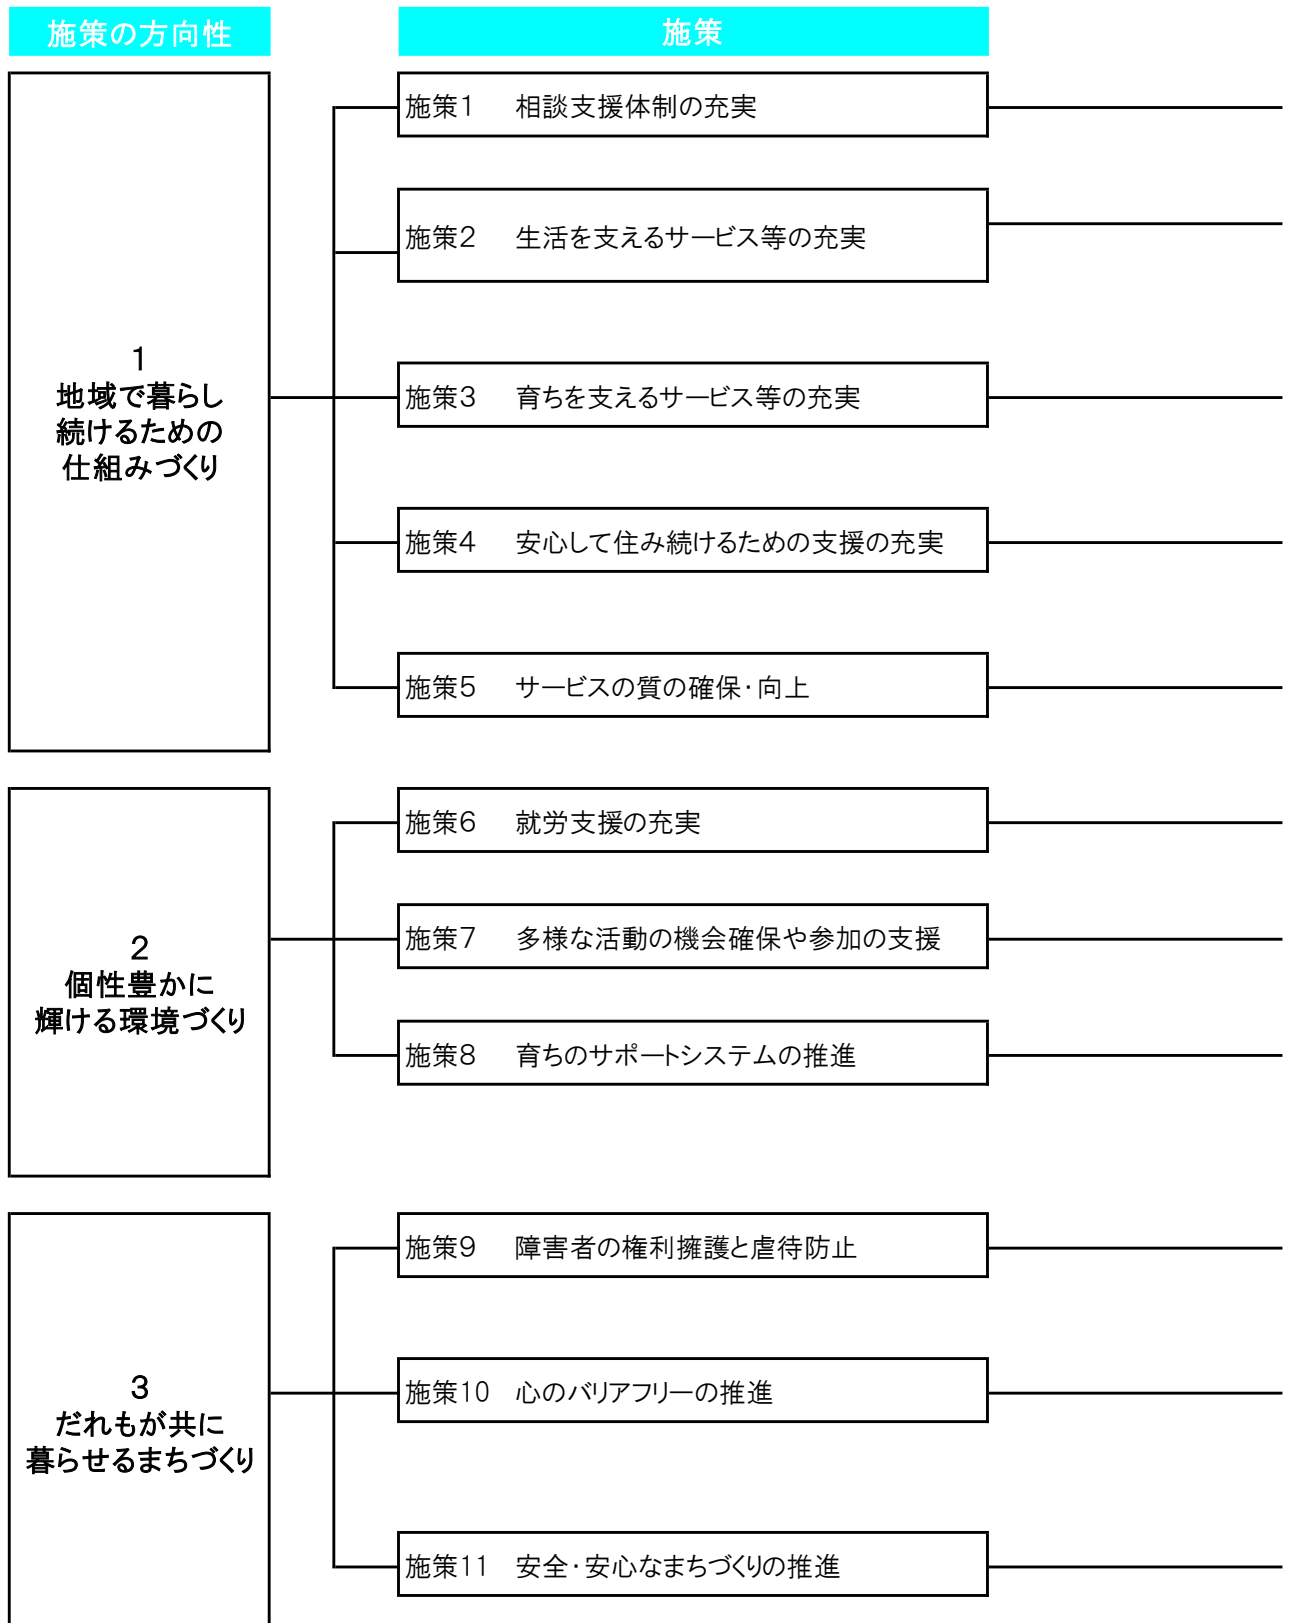 施策の方向性
施策
1
地域で暮らし
続けるための
仕組みづくり
施策1 相談支援体制の充実
施策2 生活を支えるサービス等の充実
施策3 育ちを支えるサービス等の充実
施策4 安心して住み続けるための支援の充実
施策5 サービスの質の確保・向上
2
個性豊かに
輝ける環境づくり
施策6 就労支援の充実
施策7 多様な活動の機会確保や参加の支援
施策8 育ちのサポートシステムの推進
3
だれもが共に
暮らせるまちづくり
施策9 障害者の権利擁護と虐待防止
施策10 心のバリアフリーの推進
施策11 安全・安心なまちづくりの推進